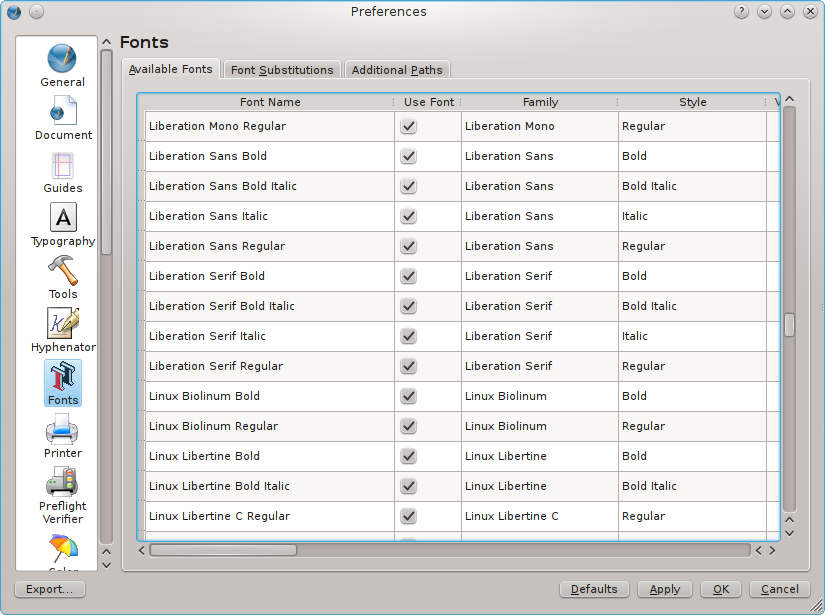 Preferences
General
Document
Guides
Typography
Tools
Hyphenator
Fonts
Printer
Preflight
Verifier
Color
Fonts
Available Fonts Font Substitutions Additional Paths
Font Name Use Font Family Style V
Liberation Mono Regular Liberation Mono Regular
Liberation Sans Bold Liberation Sans Bold
Liberation Sans Bold Italic Liberation Sans Bold Italic
Liberation Sans Italic Liberation Sans Italic
Liberation Sans Regular Liberation Sans Regular
Liberation Serif Bold Liberation Serif Bold
Liberation Serif Bold Italic Liberation Serif Bold Italic
Liberation Serif Italic Liberation Serif Italic
Liberation Serif Regular Liberation Serif Regular
Linux Biolinum Bold Linux Biolinum Bold
Linux Biolinum Regular Linux Biolinum Regular
Linux Libertine Bold Linux Libertine Bold
Linux Libertine Bold Italic Linux Libertine Bold Italic
Linux Libertine C Regular Linux Libertine C Regular
Export... Defaults Apply OK Cancel